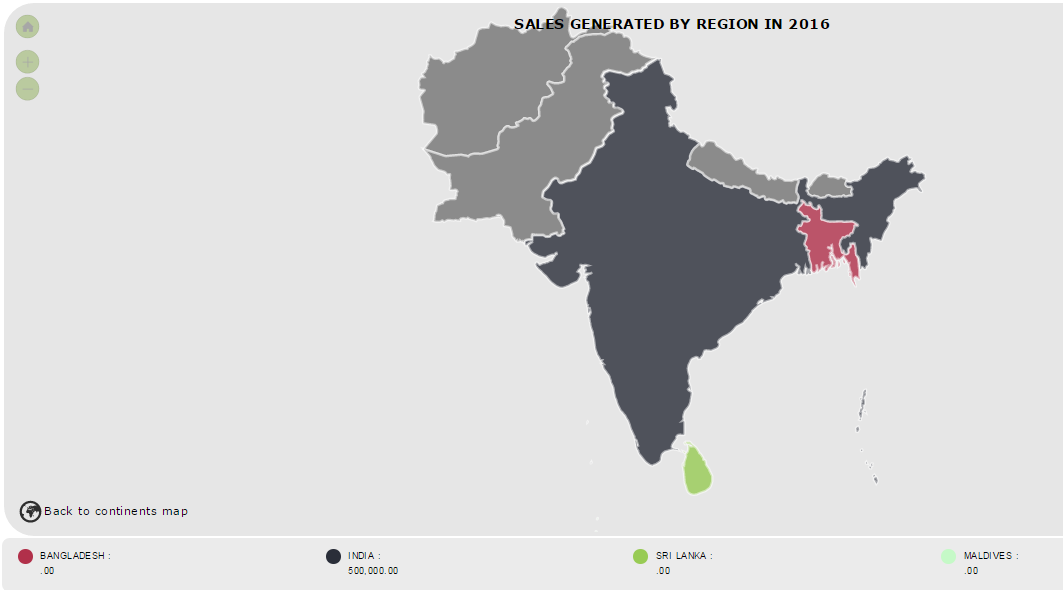 SALES GENERATED BY REGION IN 2016
Back to continents map
BANGLADESH :
.00
INDIA :
500,000.00
SRI LANKA :
.00
MALDIVES :
.00